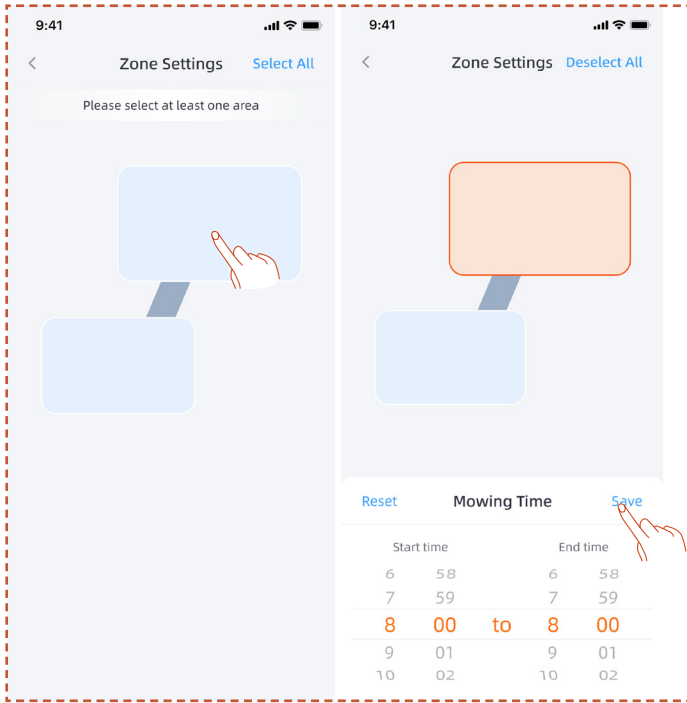 9:41
Zone Settings Select All
Please select at least one area
9:41
Zone Settings Deselect All
Reset Mowing Time Save
Start time End time
6 58 6 58
7 59 7 59
8 00 to 8 00
9 01 9 01
10 02 10 02